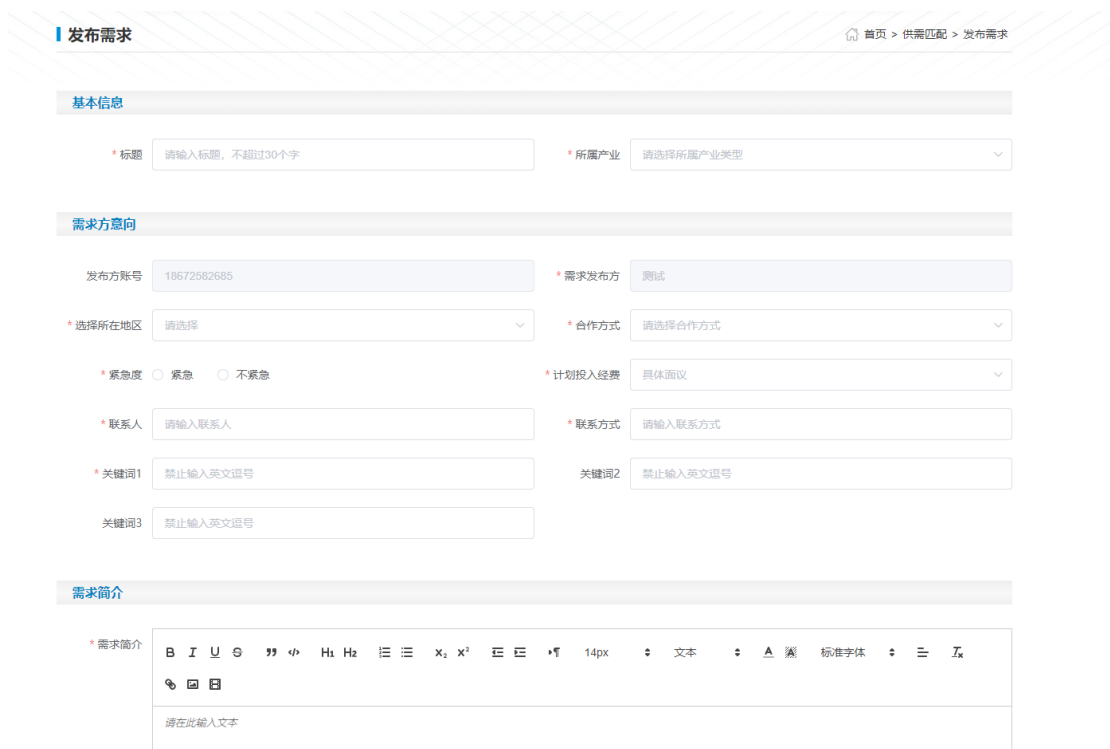 发布需求
首页 > 供需匹配 > 发布需求
基本信息
* 标题 请输入标题，不超过30个字 * 所属产业 请选择所属产业类型
需求方意向
发布方账号 18672582685 * 需求发布方 测试
* 选择所在地区 请选择 * 合作方式 请选择合作方式
* 紧急度 紧急 不紧急 * 计划投入经费 具体面议
* 联系人 请输入联系人 * 联系方式 请输入联系方式
* 关键词1 禁止输入英文逗号 关键词2 禁止输入英文逗号
关键词3 禁止输入英文逗号
需求简介
* 需求简介
B I U S H1 H2 X2 X² 14px 文本 A A 标准字体 Tx
请在此输入文本